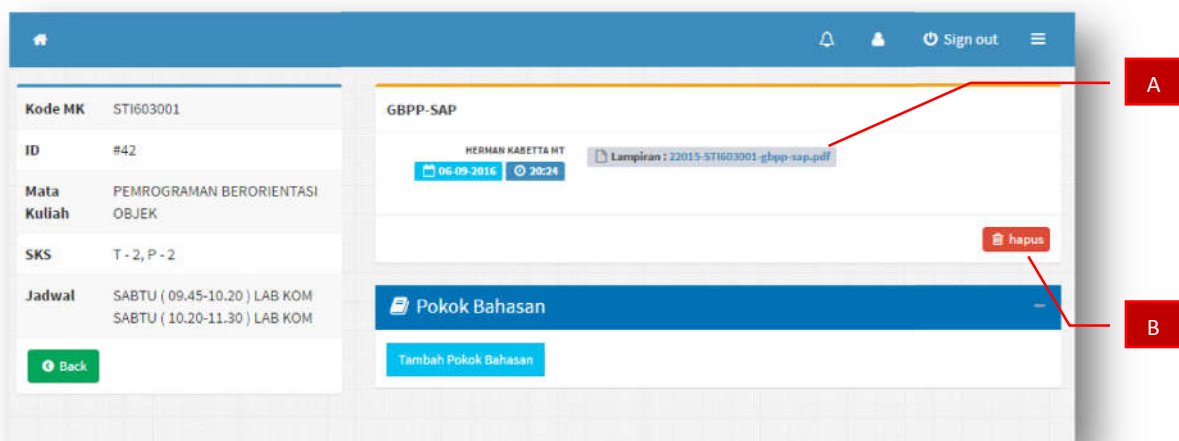 Sign out
A
Kode MK STI603001
ID #42
Mata Kuliah PEMROGRAMAN BERORIENTASI OBJEK
SKS T - 2, P - 2
Jadwal SABTU ( 09.45-10.20 ) LAB KOM
SABTU ( 10.20-11.30 ) LAB KOM
Back
GBPP-SAP
HERMAN KABETTA MT
06-09-2016 20:24
Lampiran : 22015-STI603001-gbpp-sap.pdf
hapus
B
Pokok Bahasan
Tambah Pokok Bahasan